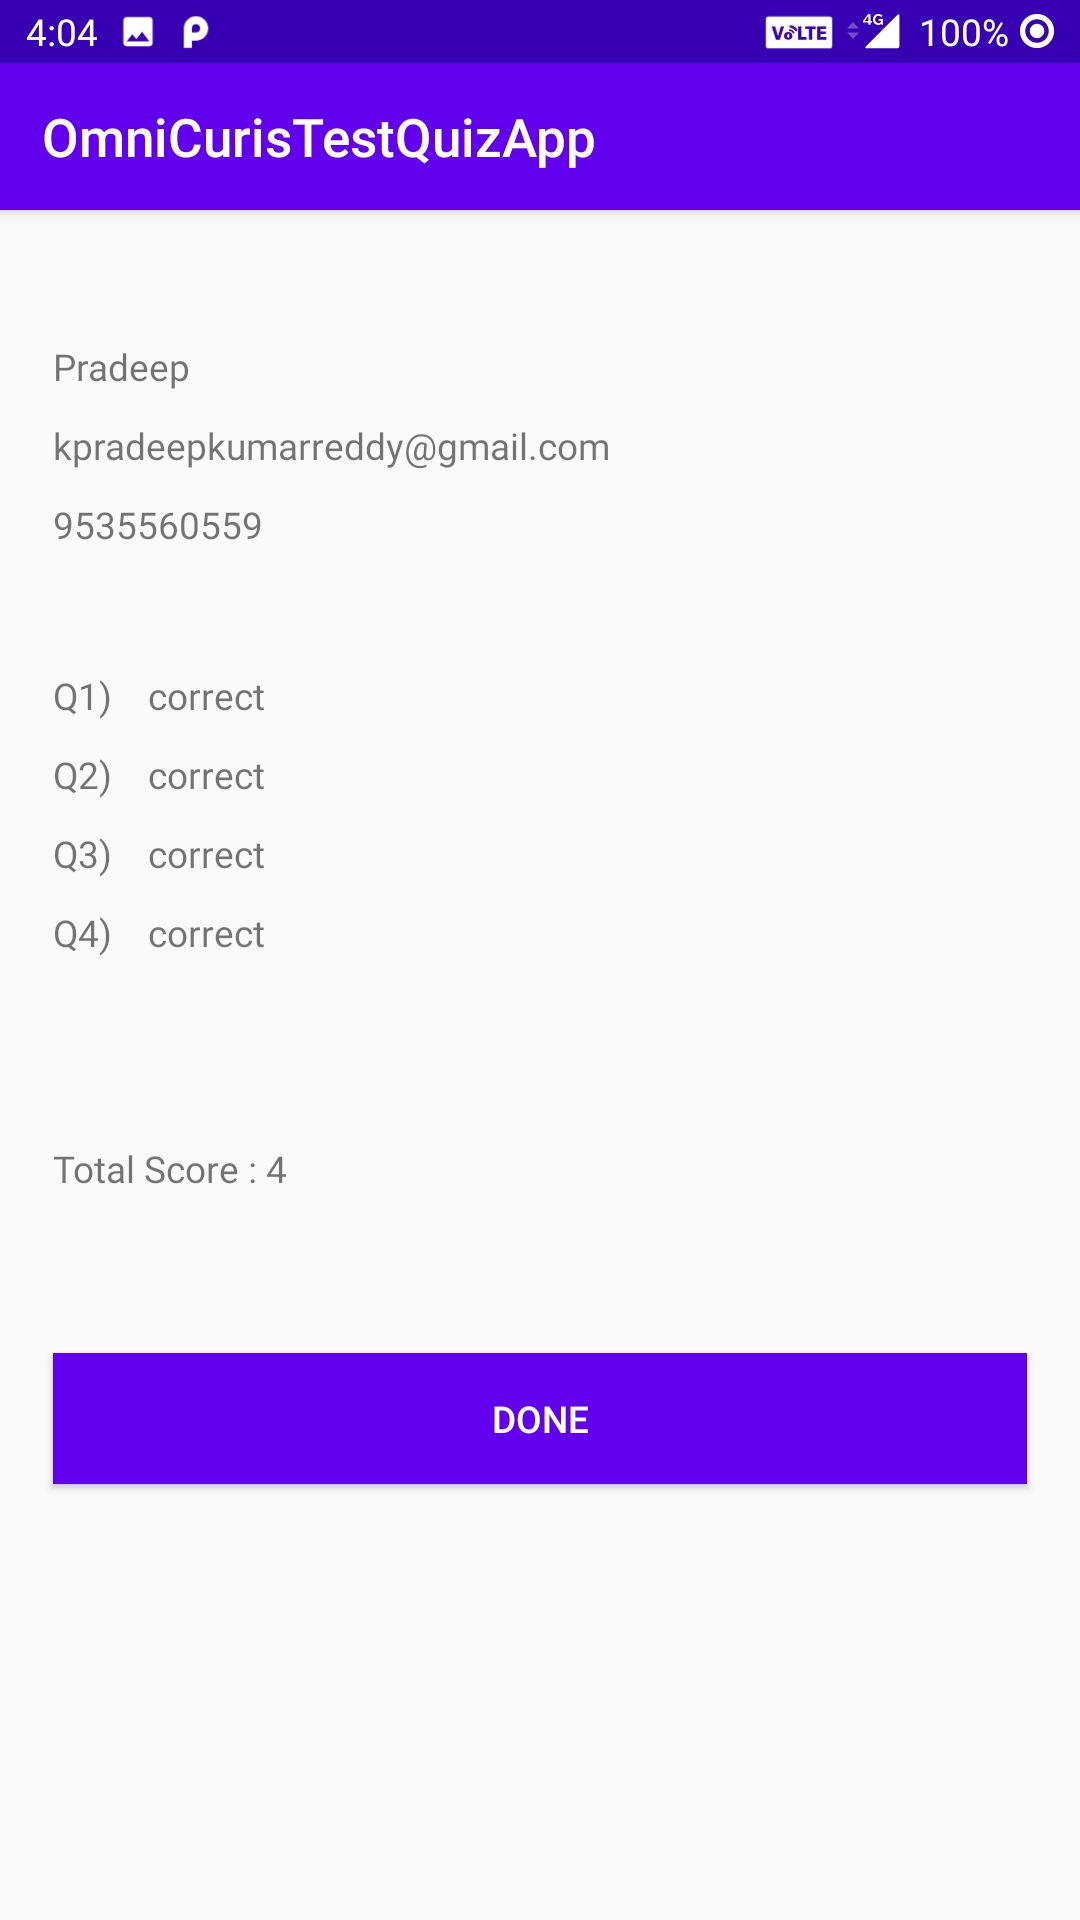 4:04 VoLTE 4G 100%
OmniCurisTestQuizApp
Pradeep
kpradeepkumarreddy@gmail.com
9535560559
Q1) correct
Q2) correct
Q3) correct
Q4) correct
Total Score : 4
DONE